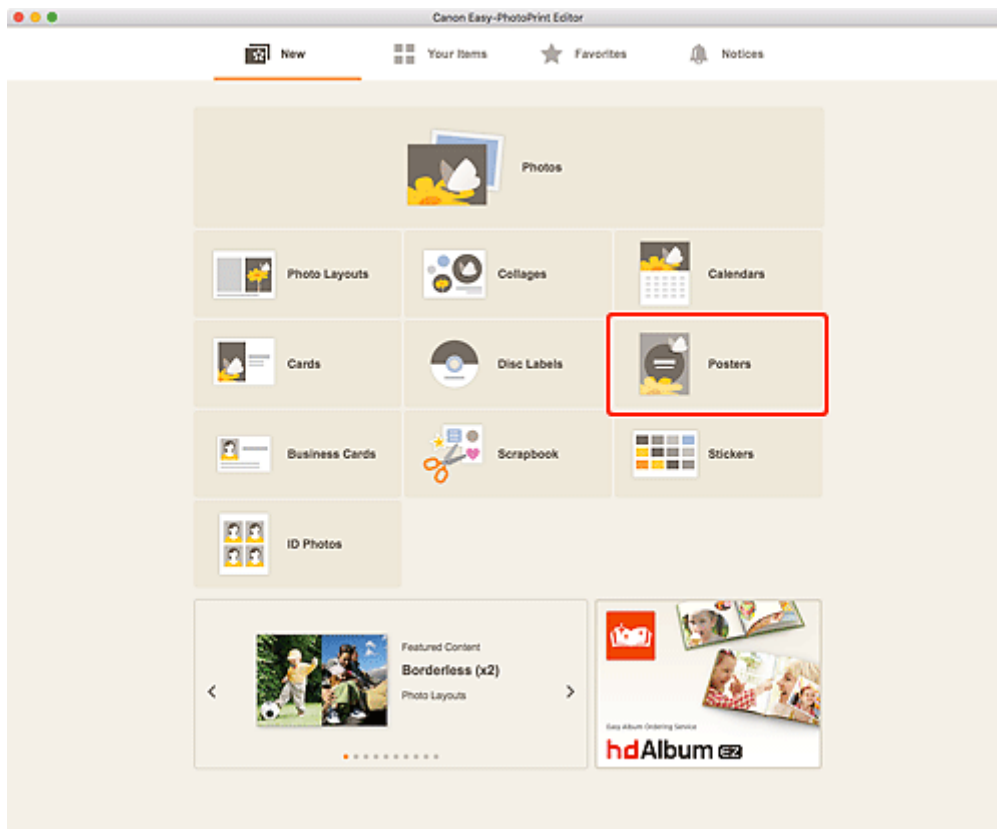 Canon Easy-PhotoPrint Editor
New
Your Items
Favorites
Notices
Photos
Photo Layouts
Collages
Calendars
Cards
Disc Labels
Posters
Business Cards
Scrapbook
Stickers
ID Photos
Featured Content
Borderless (x2)
Photo Layouts
Easy Album Ordering Service
hdAlbum EZ